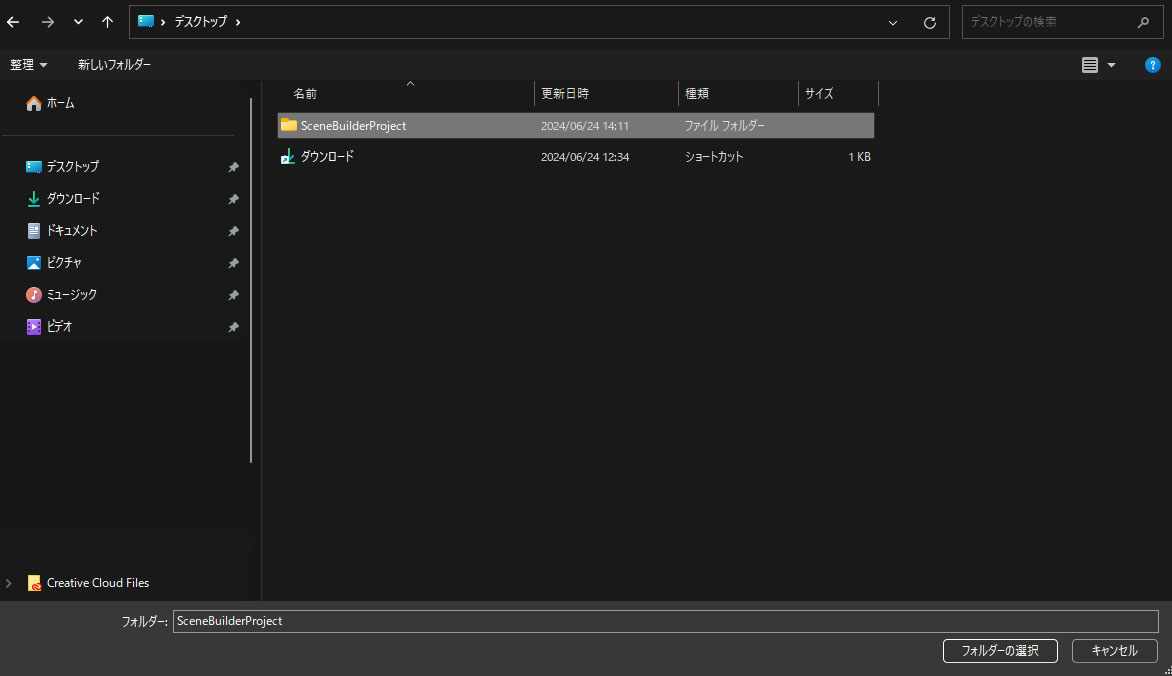 デスクトップ
デスクトップの検索
整理
新しいフォルダー
ホーム
デスクトップ
ダウンロード
ドキュメント
ピクチャ
ミュージック
ビデオ
Creative Cloud Files
名前 更新日時 種類 サイズ
SceneBuilderProject 2024/06/24 14:11 ファイル フォルダー
ダウンロード 2024/06/24 12:34 ショートカット 1 KB
フォルダー: SceneBuilderProject
フォルダーの選択 キャンセル